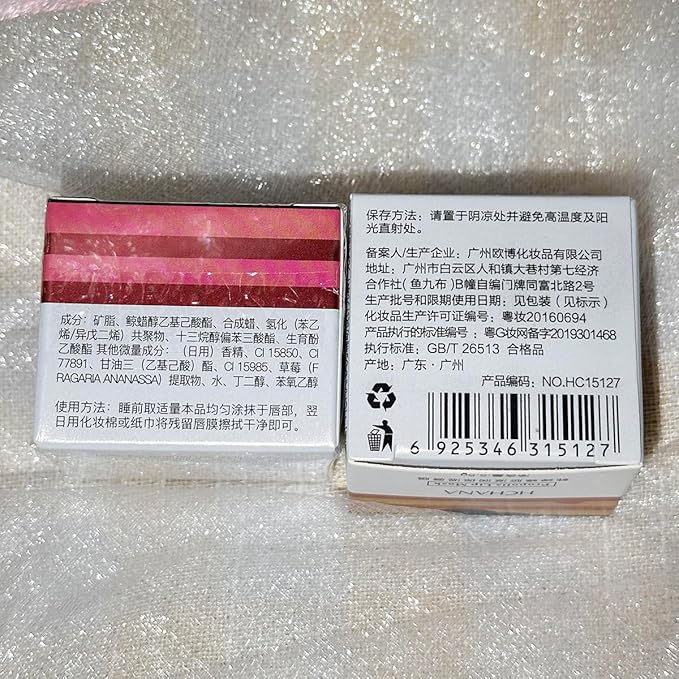 成分：矿脂、鲸蜡醇乙基己酸酯、合成蜡、氢化（苯乙
烯/异戊二烯）共聚物、十三烷醇偏苯三酸酯、生育酚
乙酸酯 其他微量成分：（日用）香精、CI 15850、CI
77891、甘油三（乙基己酸）酯、CI 15985、草莓（F
RAGARIA ANANASSA）提取物、水、丁二醇、苯氧乙醇
使用方法：睡前取适量本品均匀涂抹于唇部，翌
日用化妆棉或纸巾将残留唇膜擦拭干净即可。
保存方法：请置于阴凉处并避免高温度及阳
光直射处。
备案人/生产企业：广州欧博化妆品有限公司
地址：广州市白云区人和镇大巷村第七经济
合作社( 鱼九布 )B幢自编门牌同富北路2号
生产批号和限期使用日期：见包装（见标示）
化妆品生产许可证编号：粤妆20160694
产品执行的标准编号：粤G妆网备字2019301468
执行标准：GB/T 26513 合格品
产地：广东·广州
产品编码：NO.HC15127
6 925346 315127
HCHANA
Propolis Lip Mask